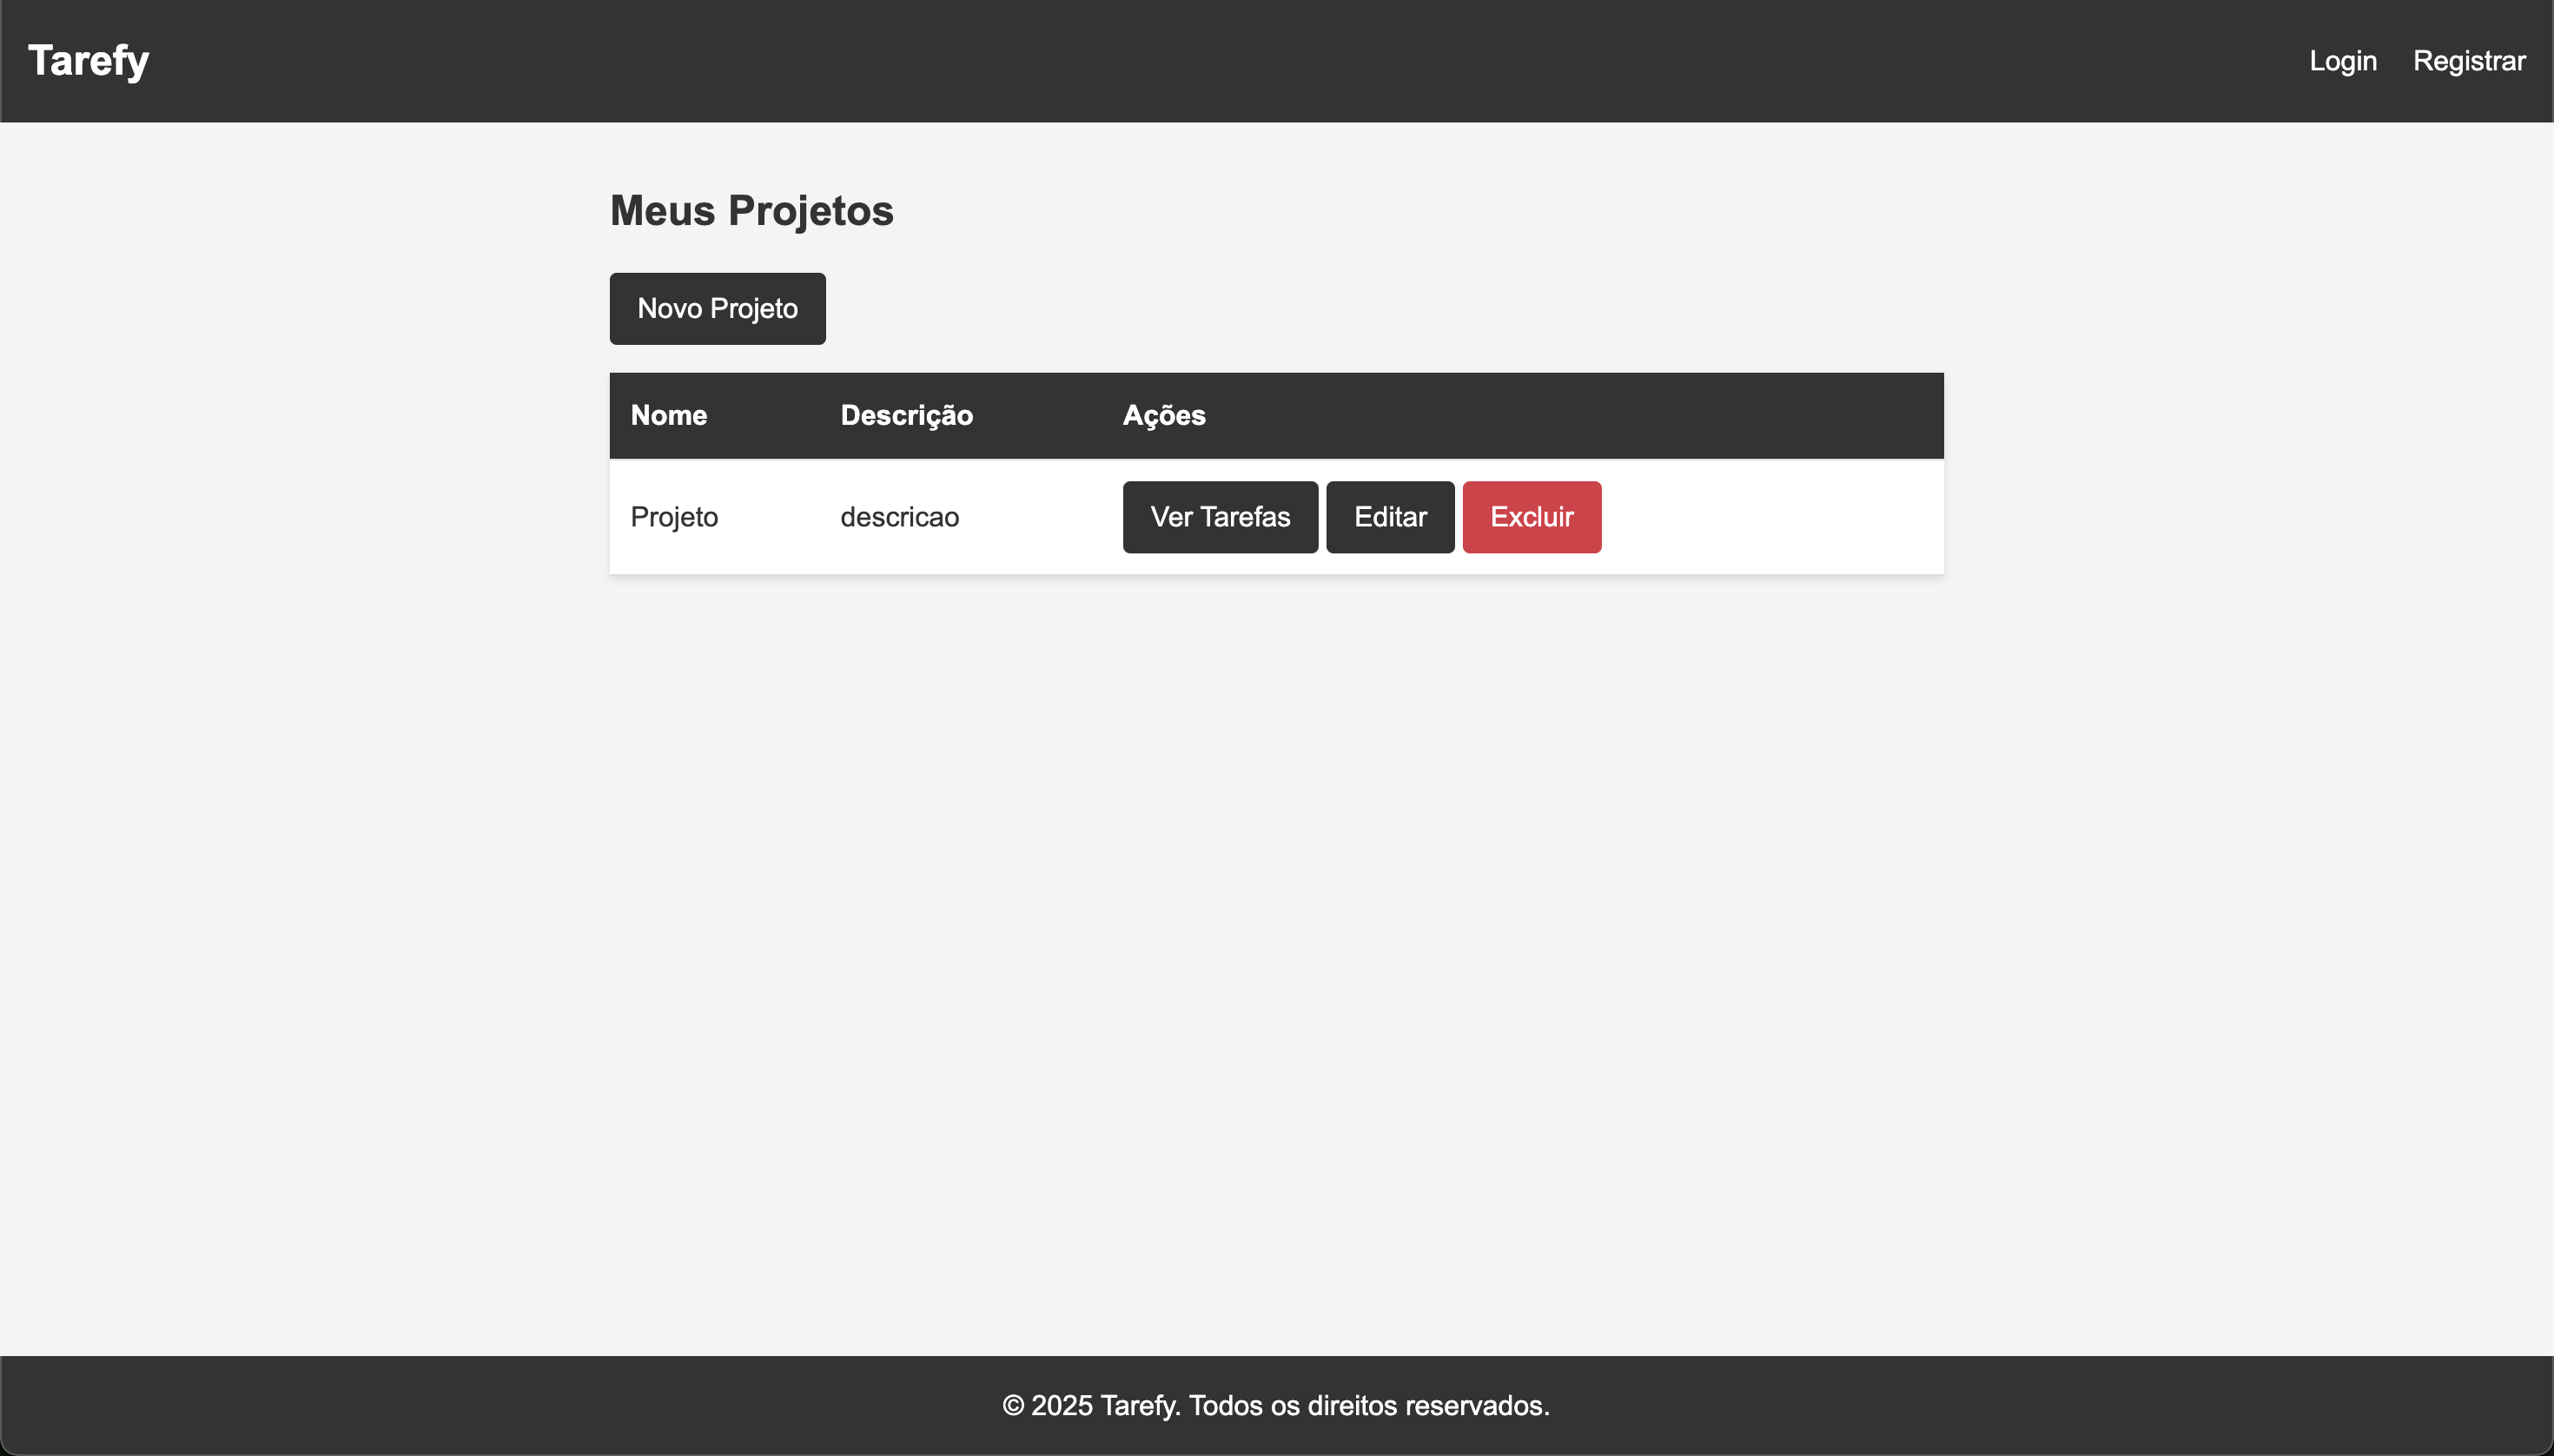 Tarefy
Login Registrar
Meus Projetos
Novo Projeto
Nome Descrição Ações
Projeto descricao Ver Tarefas Editar Excluir
© 2025 Tarefy. Todos os direitos reservados.